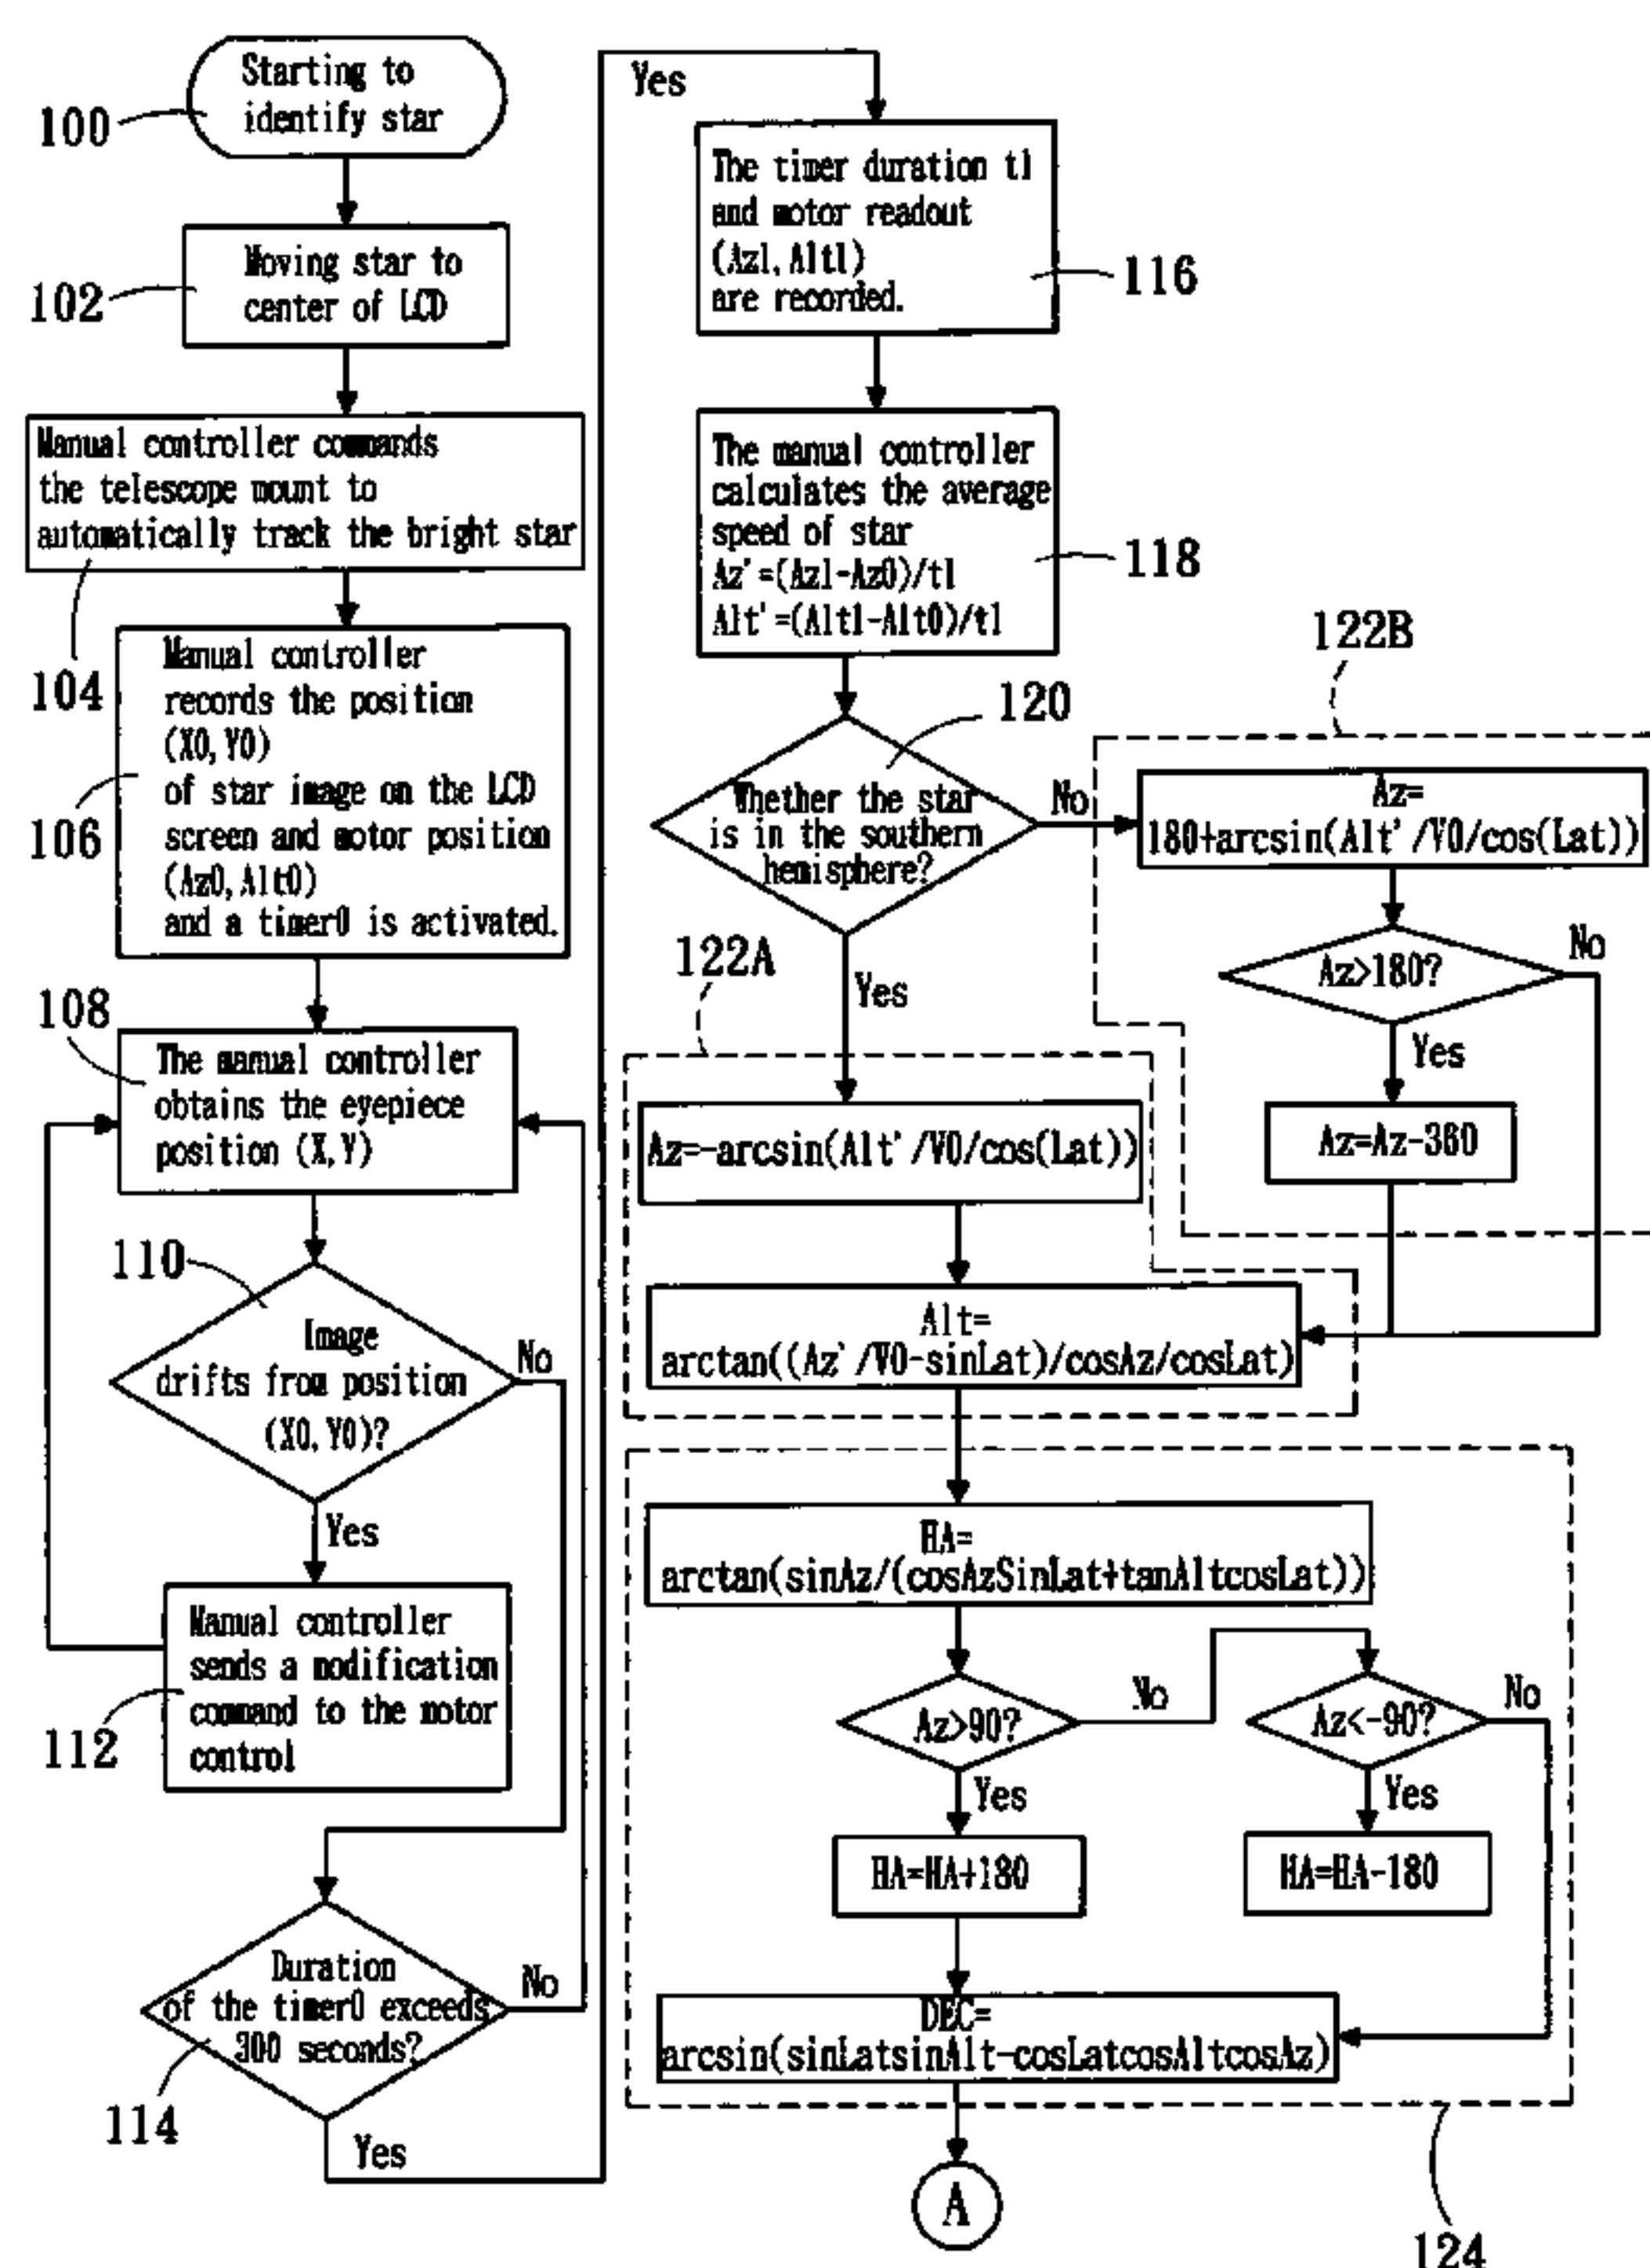 Starting to
identify star
100
Moving star to
center of LCD
102
Manual controller commands
the telescope mount to
automatically track the bright star
104
Manual controller
records the position
(X0,Y0)
of star image on the LCD
screen and motor position
(Az0,Alt0)
and a timer0 is activated.
106
108
The manual controller
obtains the eyepiece
position (X,Y)
110
Image
drifts from position
(X0,Y0)?
No
Yes
Manual controller
sends a modification
command to the motor
control
112
Duration
of the timer0 exceeds
300 seconds?
No
114
Yes
Yes
The timer duration t1
and motor readout
(Az1,Alt1)
are recorded.
116
The manual controller
calculates the average
speed of star
Az'=(Az1-Az0)/t1
Alt'=(Alt1-Alt0)/t1
118
120
Whether the star
is in the southern
hemisphere?
No
Yes
122B
Az=
180+arcsin(Alt'/V0/cos(Lat))
Az>180?
No
Yes
Az=Az-360
122A
Az=-arcsin(Alt'/V0/cos(Lat))
Alt=
arctan((Az'/V0-sinLat)/cosAz/cosLat)
HA=
arctan(sinAz/(cosAzSinLat+tanAltcosLat))
Az>90?
No
Yes
HA=HA+180
Az<-90?
No
Yes
HA=HA-180
DEC=
arcsin(sinLatsinAlt-cosLatcosAltcosAz)
A
124